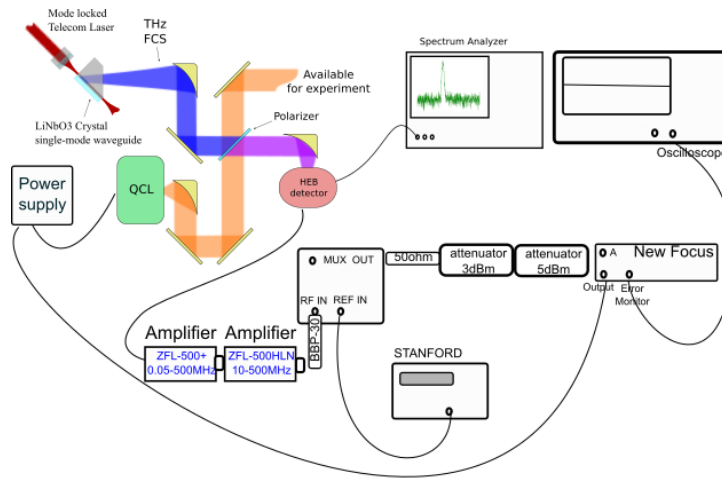 Mode locked
Telecom Laser
THz
FCS
LiNbO3 Crystal
single-mode waveguide
Available
for experiment
Polarizer
Spectrum Analyzer
Oscilloscope
Power
supply
QCL
HEB
detector
MUX OUT
RF IN
REF IN
50ohm
attenuator
3dBm
attenuator
5dBm
A
New Focus
Output
Error
Monitor
BBP-30
Amplifier
ZFL-500+
0.05-500MHz
Amplifier
ZFL-500HLN
10-500MHz
STANFORD